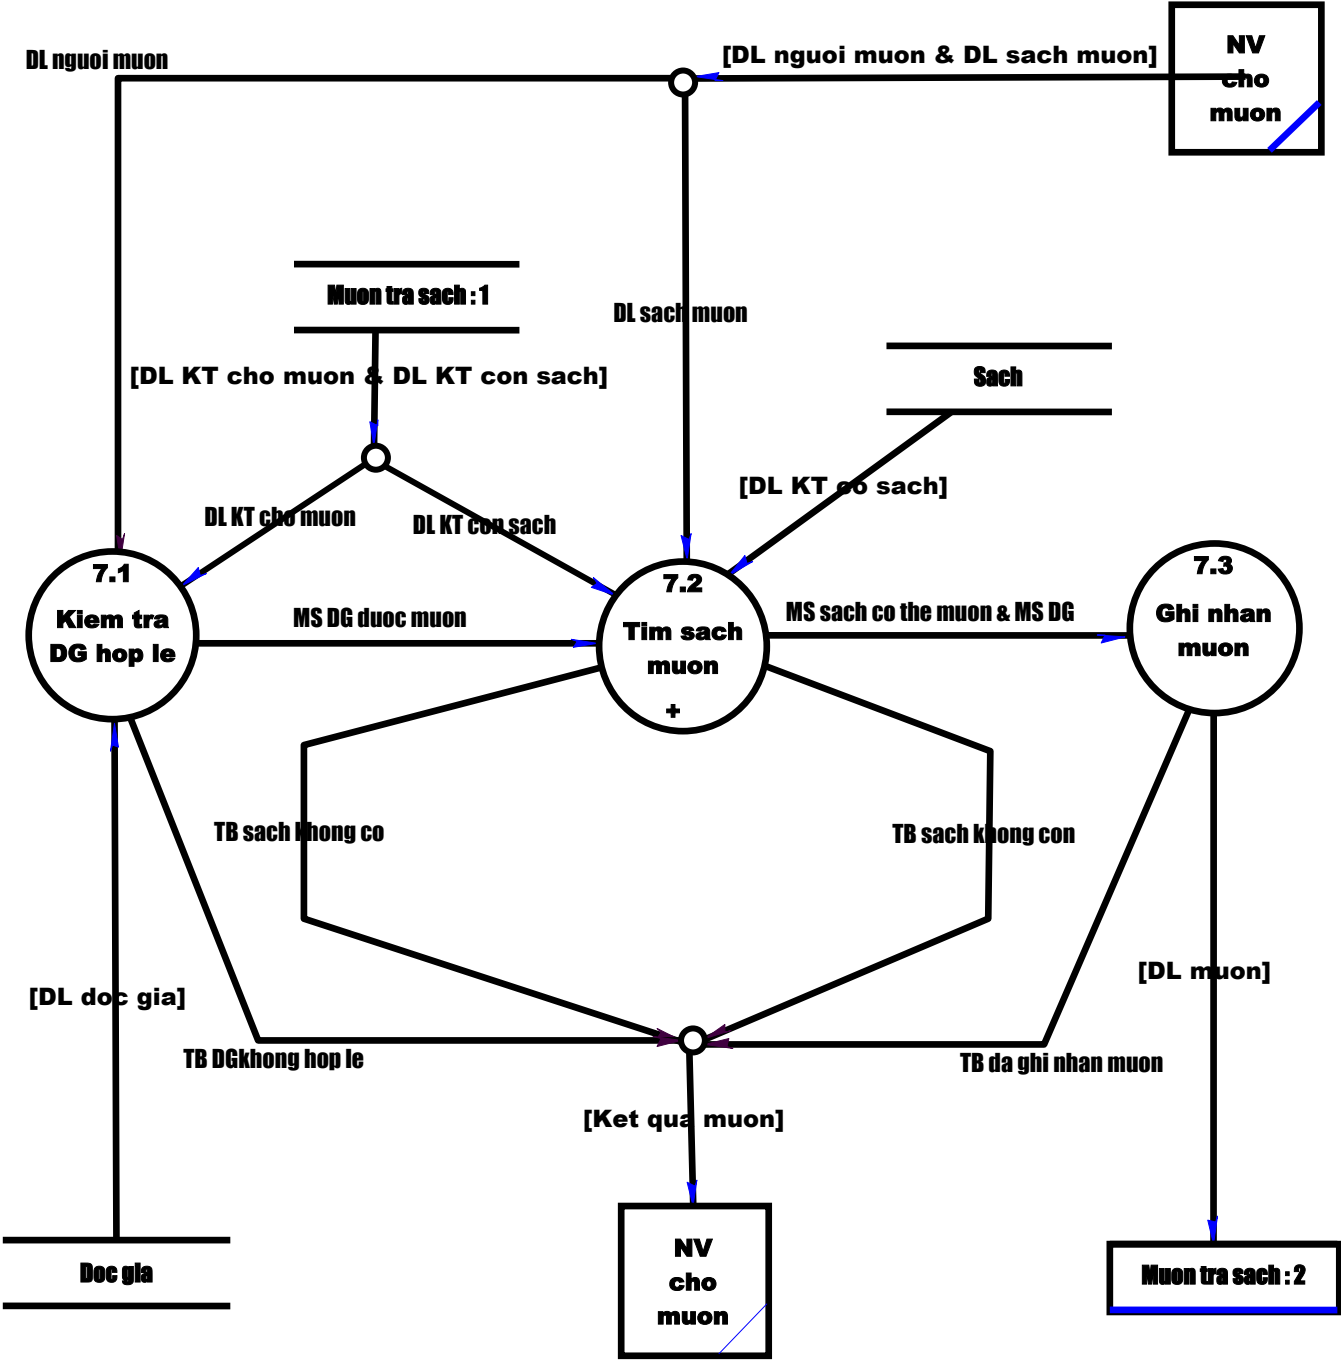 DL nguoi muon
[DL nguoi muon & DL sach muon]
NV
cho
muon
Muon tra sach : 1
DL sach muon
[DL KT cho muon & DL KT con sach]
Sach
[DL KT co sach]
DL KT cho muon
DL KT con sach
7.1
Kiem tra
DG hop le
MS DG duoc muon
7.2
Tim sach
muon
+
MS sach co the muon & MS DG
7.3
Ghi nhan
muon
TB sach khong co
TB sach khong con
[DL doc gia]
[DL muon]
TB DGkhong hop le
TB da ghi nhan muon
[Ket qua muon]
Doc gia
NV
cho
muon
Muon tra sach : 2